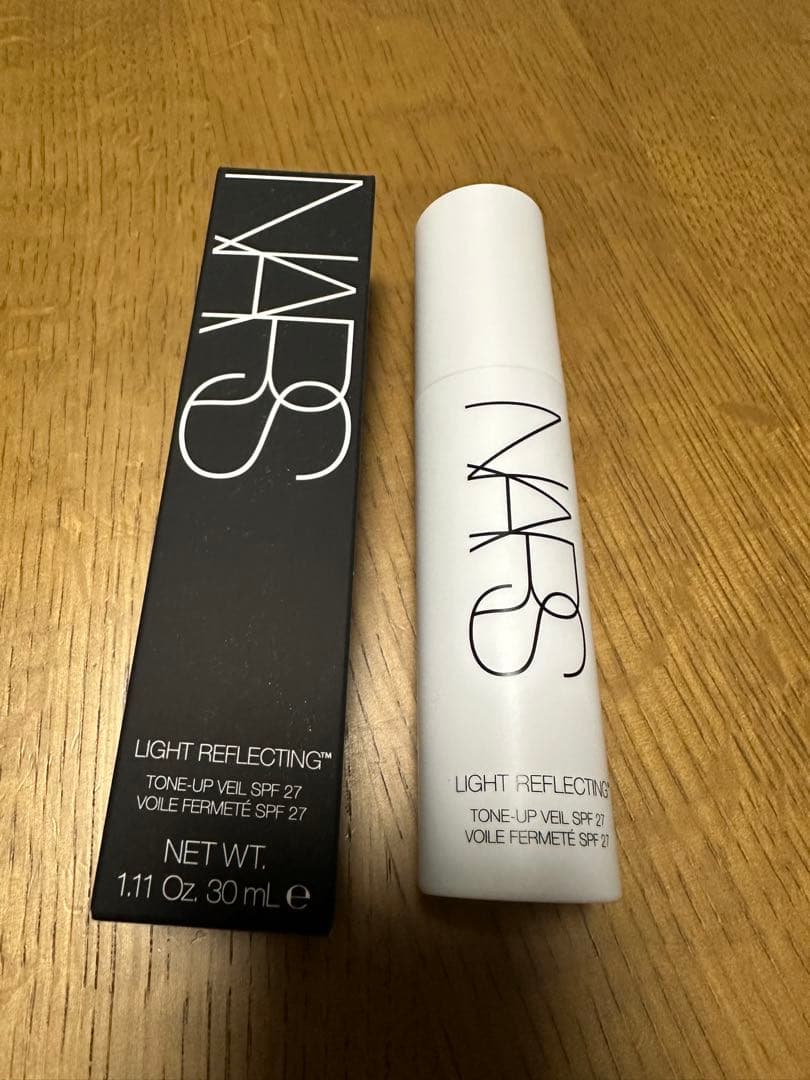 NARS
LIGHT REFLECTING™
TONE-UP VEIL SPF 27
VOILE FERMETÉ SPF 27
NET WT.
1.11 Oz. 30 mL e
NARS
LIGHT REFLECTING™
TONE-UP VEIL SPF 27
VOILE FERMETÉ SPF 27